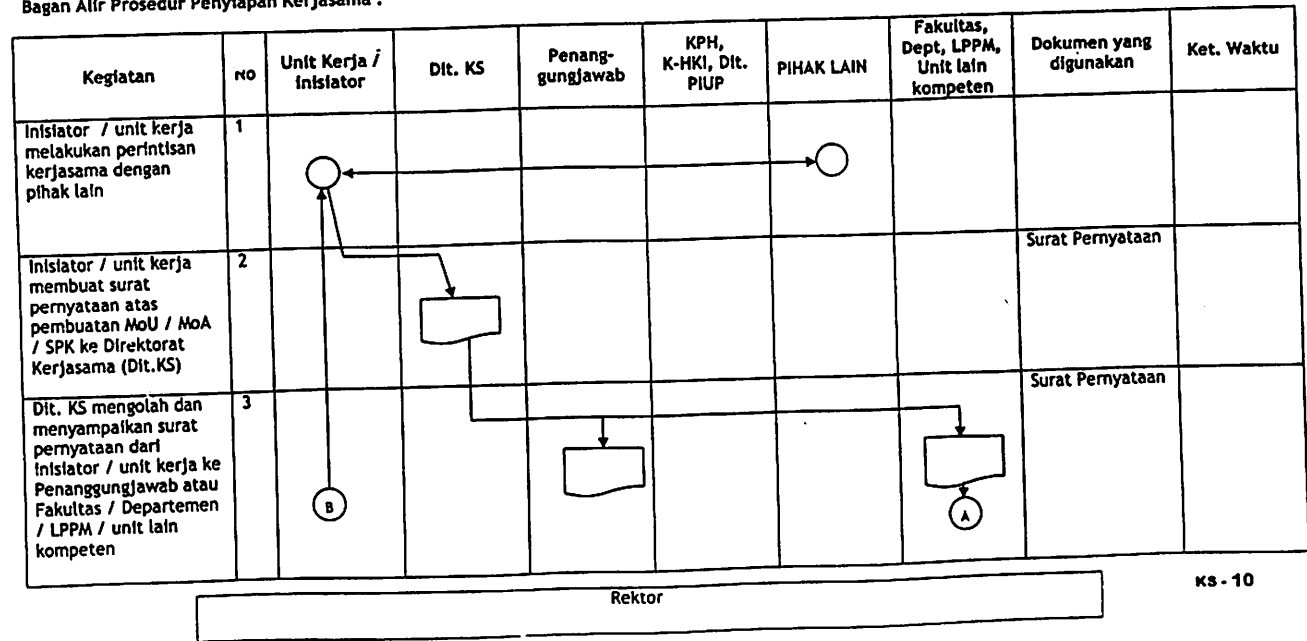 Bagan Alir Prosedur Penyiapan Kerjasama :
Kegiatan
NO
Unit Kerja /
inisiator
Dit. KS
Penang-
gungjawab
KPH,
K-HKI, Dit.
PIUP
PIHAK LAIN
Fakultas,
Dept, LPPM,
Unit lain
kompeten
Dokumen yang
digunakan
Ket. Waktu
Inisiator / unit kerja
melakukan perintisan
kerjasama dengan
pihak lain
1
Inisiator / unit kerja
membuat surat
pernyataan atas
pembuatan MoU / MoA
/ SPK ke Direktorat
Kerjasama (Dit.KS)
2
Surat Pernyataan
Dit. KS mengolah dan
menyampaikan surat
pernyataan dari
inisiator / unit kerja ke
Penanggungjawab atau
Fakultas / Departemen
/ LPPM / unit lain
kompeten
3
B
A
Surat Pernyataan
KS - 10
Rektor